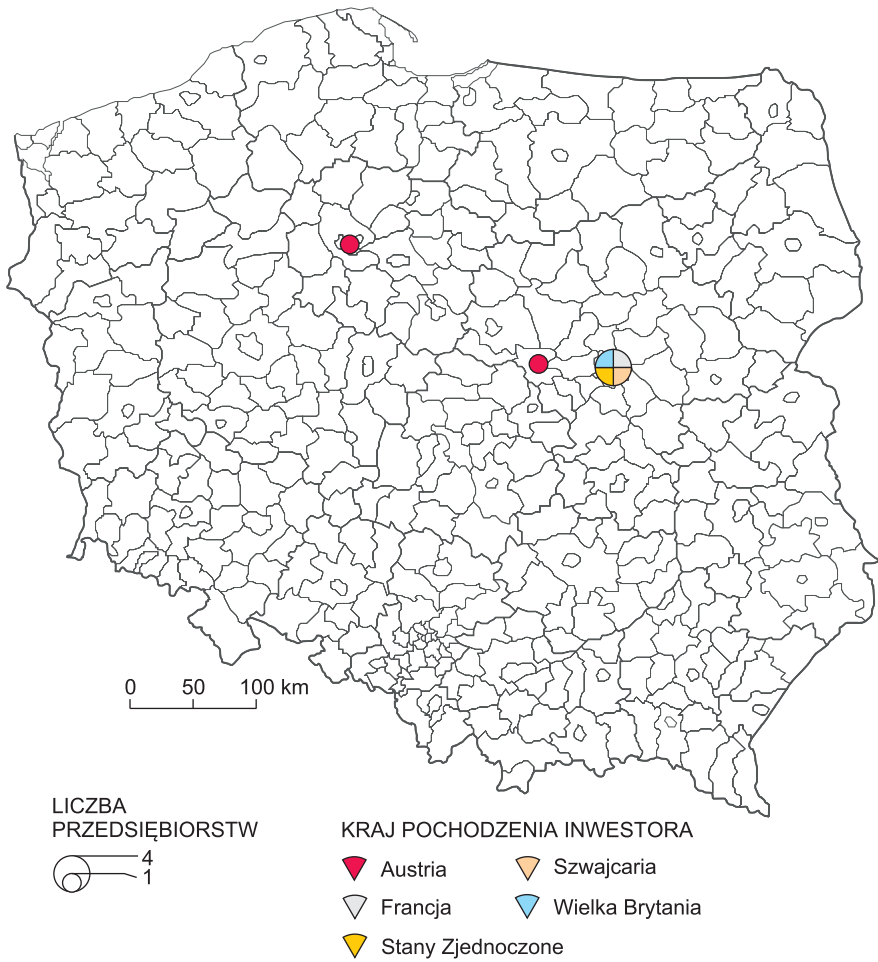 0 50 100 km
LICZBA
PRZEDSIĘBIORSTW
4
1
KRAJ POCHODZENIA INWESTORA
Austria
Szwajcaria
Francja
Wielka Brytania
Stany Zjednoczone